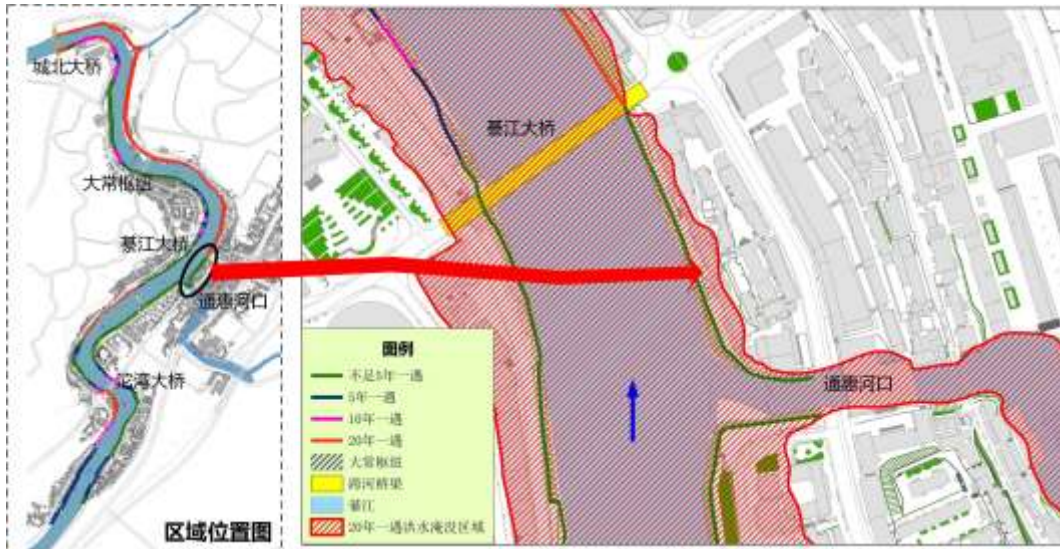 城北大桥
大常枢纽
綦江大桥
通惠河口
沱湾大桥
区域位置图
綦江大桥
通惠河口
图例
不足5年一遇
5年一遇
10年一遇
20年一遇
大常枢纽
跨河桥梁
綦江
20年一遇洪水淹没区域